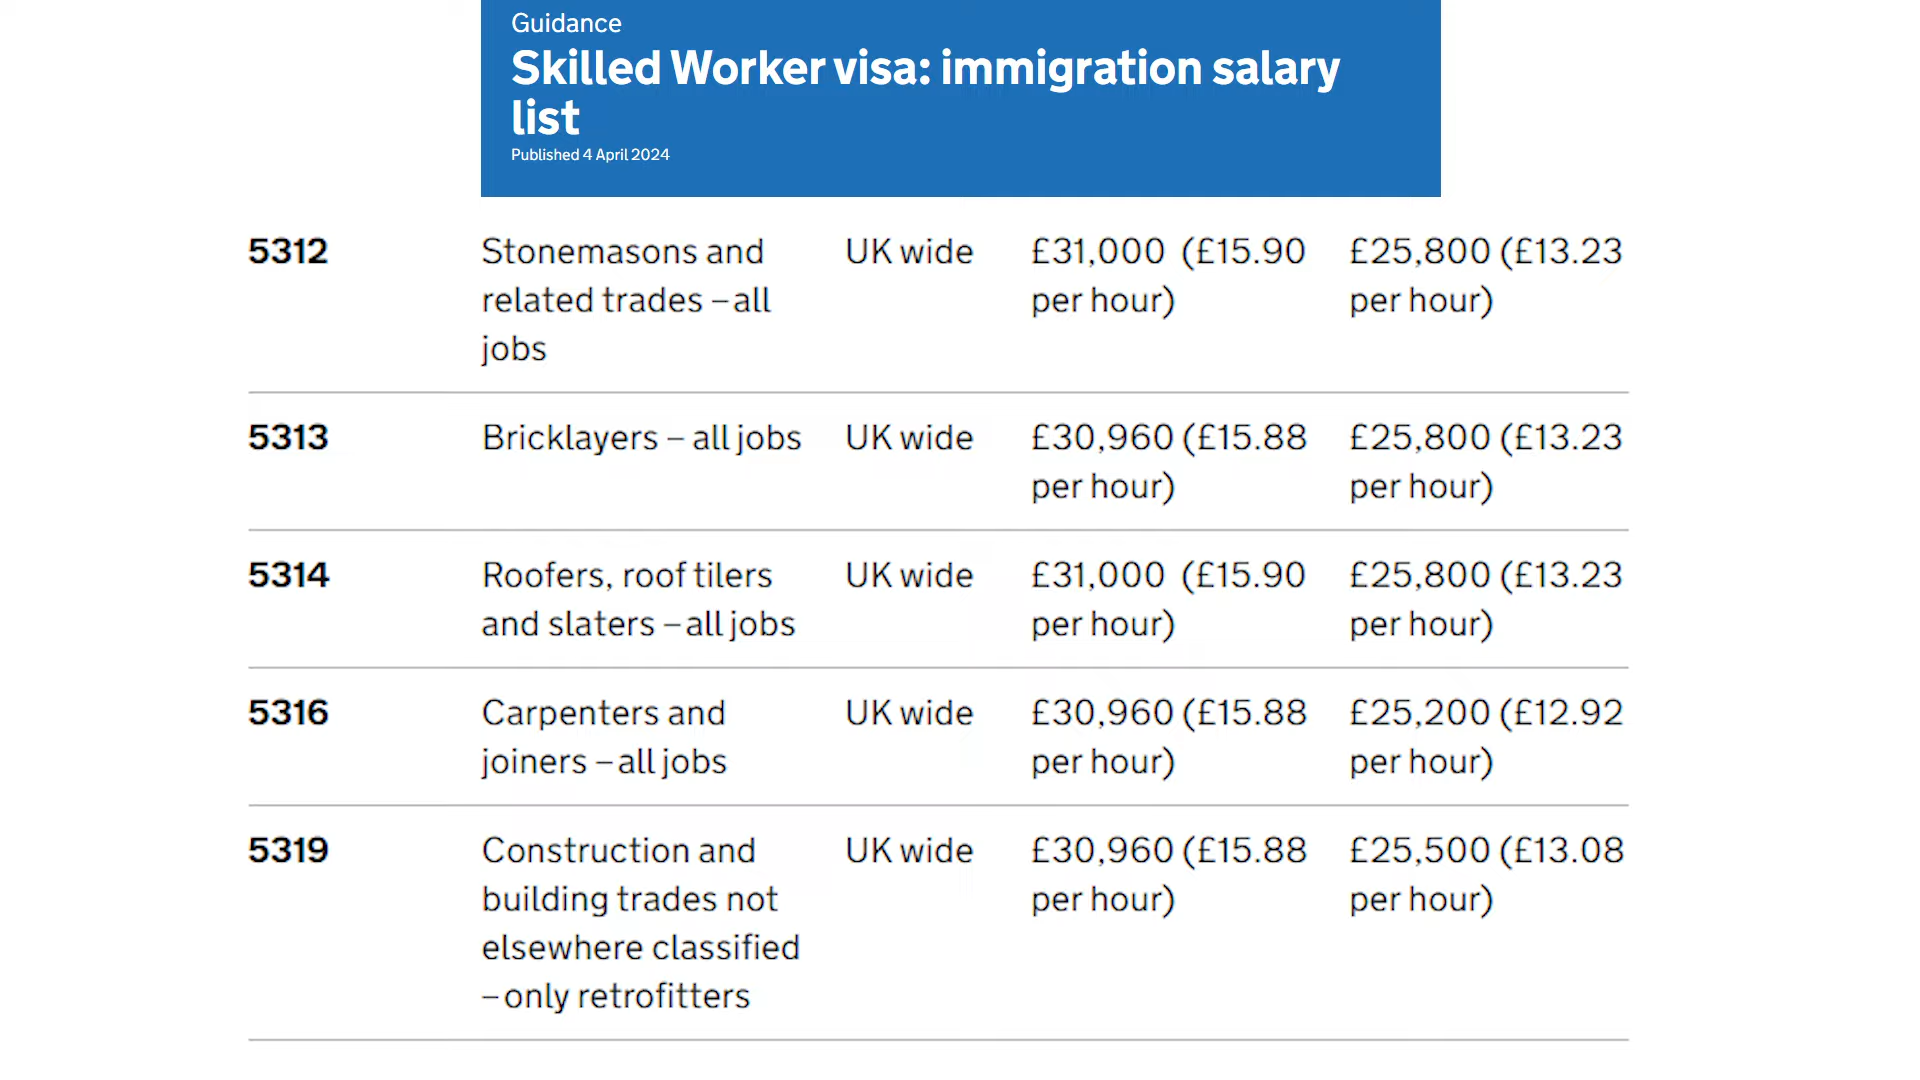 Guidance
Skilled Worker visa: immigration salary
list
Published 4 April 2024
5312 Stonemasons and UK wide £31,000 (£15.90 £25,800 (£13.23
related trades – all per hour) per hour)
jobs
5313 Bricklayers – all jobs UK wide £30,960 (£15.88 £25,800 (£13.23
per hour) per hour)
5314 Roofers, roof tilers UK wide £31,000 (£15.90 £25,800 (£13.23
and slaters – all jobs per hour) per hour)
5316 Carpenters and UK wide £30,960 (£15.88 £25,200 (£12.92
joiners – all jobs per hour) per hour)
5319 Construction and UK wide £30,960 (£15.88 £25,500 (£13.08
building trades not per hour) per hour)
elsewhere classified
– only retrofitters